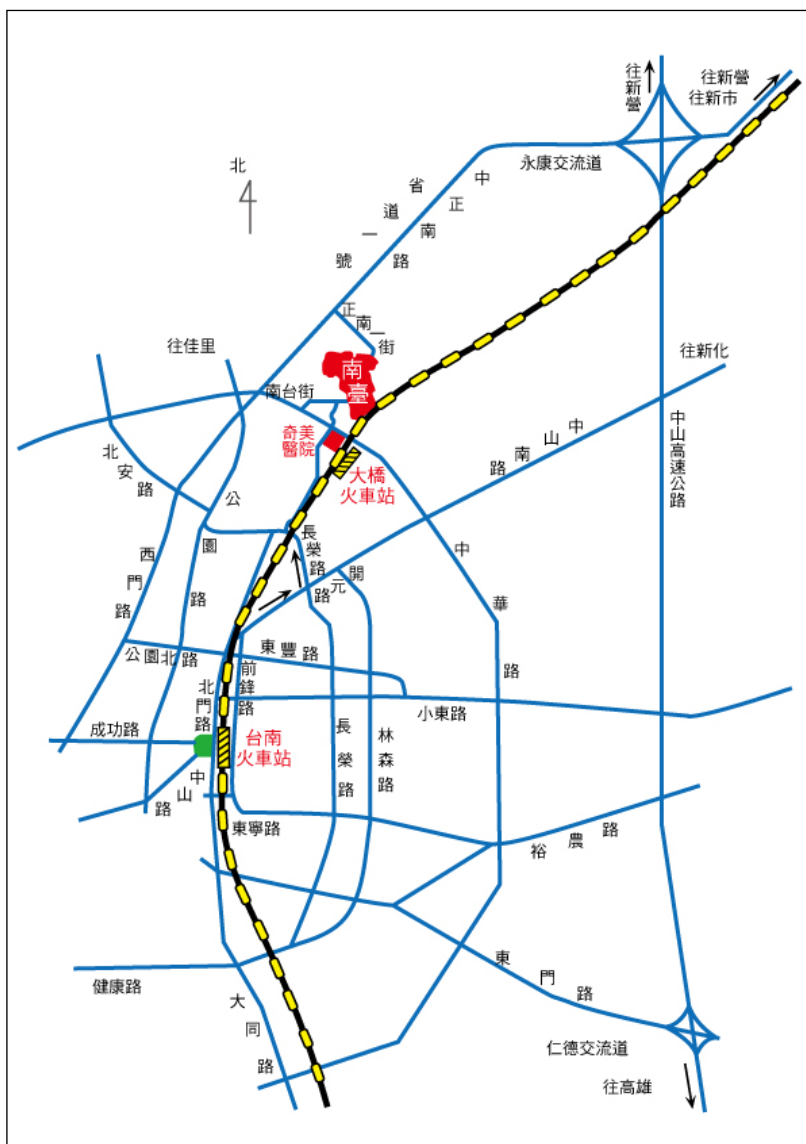 往新營
往新營
往新市
永康交流道
北
省道一號
中正南路
正南一街
往佳里
南台街
南臺
往新化
奇美
醫院
大橋
火車站
中山南路
中山高速公路
北安路
公園路
西門路
長榮路
開元路
中華路
公園北路
東豐路
北門路
前鋒路
小東路
成功路
台南
火車站
長榮路
林森路
中山路
東寧路
裕農路
東門路
健康路
大同路
仁德交流道
往高雄